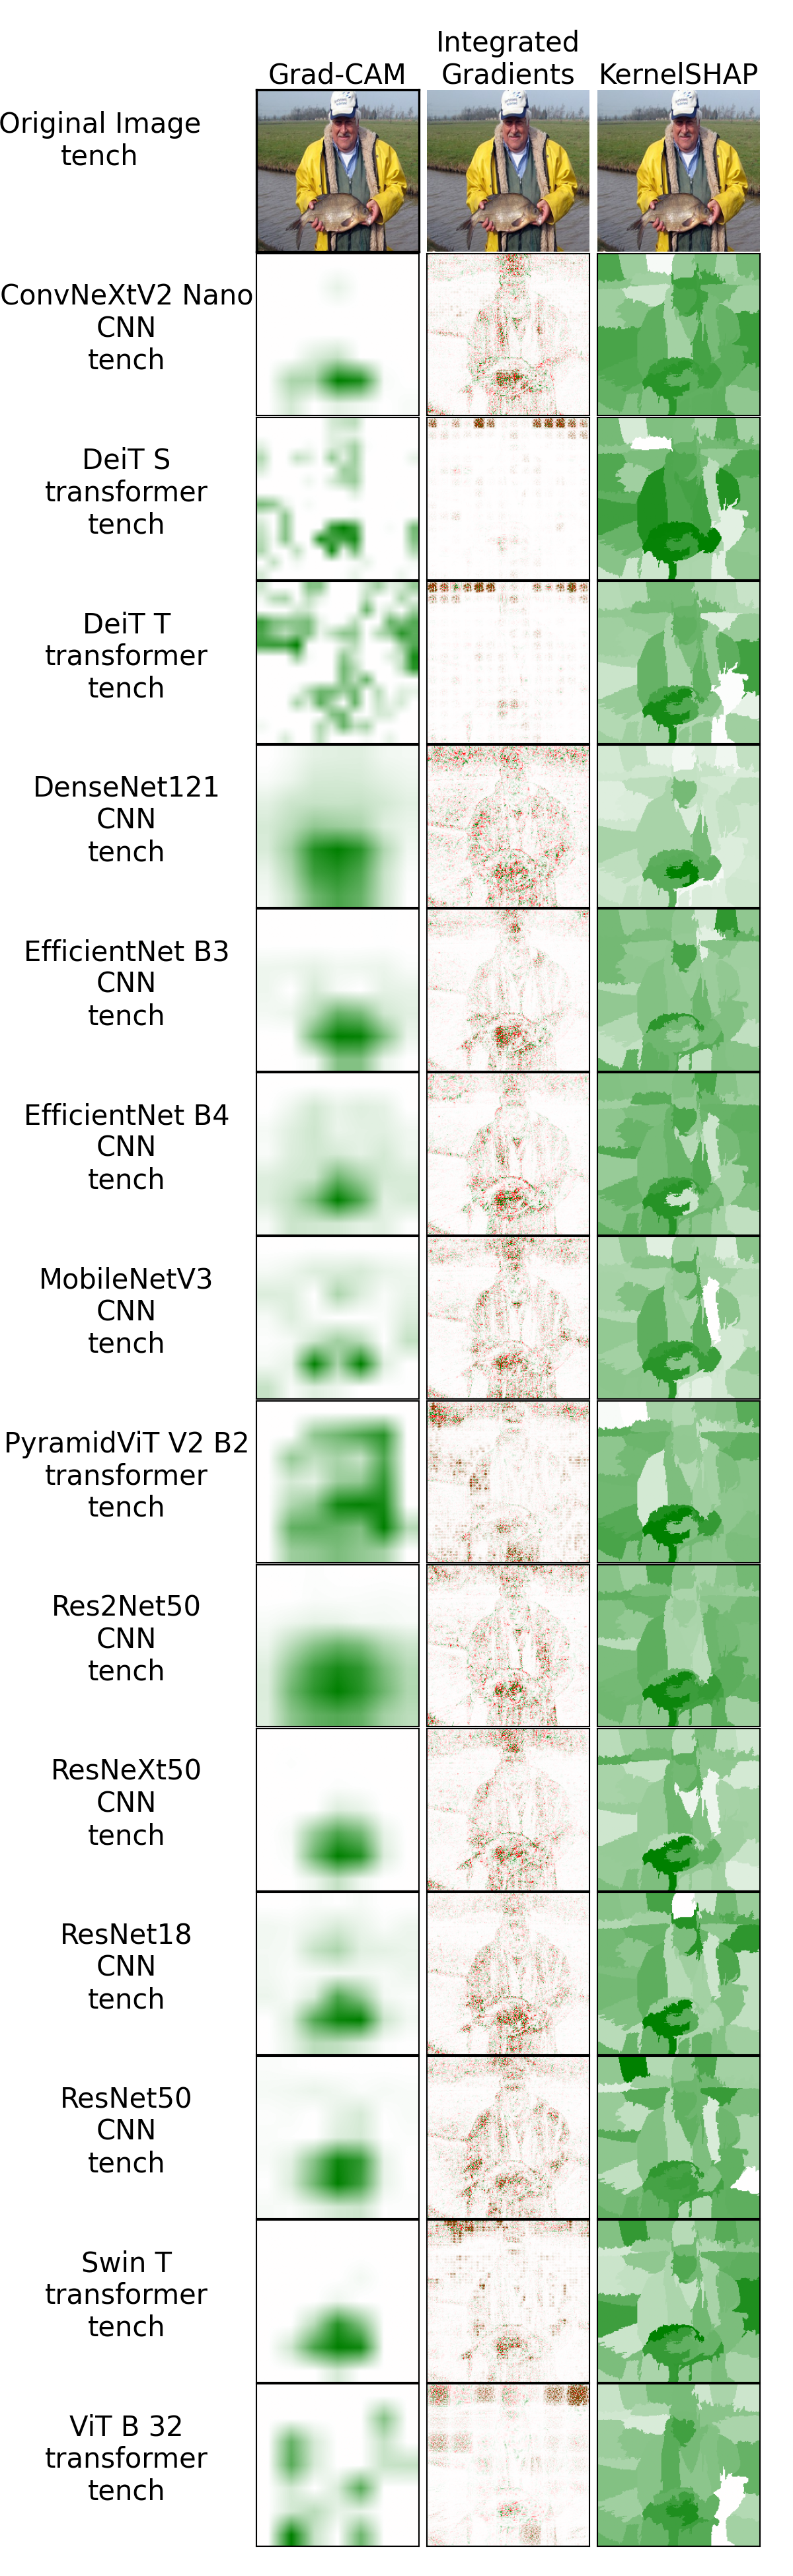 Integrated
Grad-CAM Gradients KernelSHAP
Original Image
tench
ConvNeXtV2 Nano
CNN
tench
DeiT S
transformer
tench
DeiT T
transformer
tench
DenseNet121
CNN
tench
EfficientNet B3
CNN
tench
EfficientNet B4
CNN
tench
MobileNetV3
CNN
tench
PyramidViT V2 B2
transformer
tench
Res2Net50
CNN
tench
ResNeXt50
CNN
tench
ResNet18
CNN
tench
ResNet50
CNN
tench
Swin T
transformer
tench
ViT B 32
transformer
tench